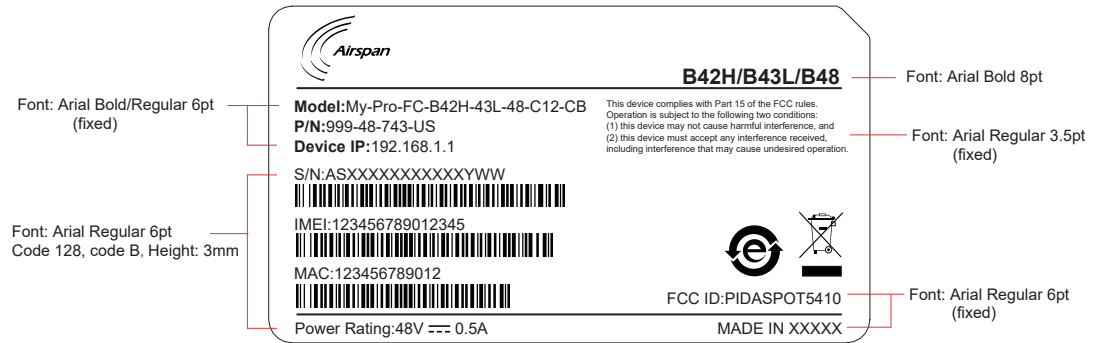 Airspan
B42H/B43L/B48
Font: Arial Bold 8pt
Font: Arial Bold/Regular 6pt
(fixed)
Model:My-Pro-FC-B42H-43L-48-C12-CB
P/N:999-48-743-US
Device IP:192.168.1.1
This device complies with Part 15 of the FCC rules.
Operation is subject to the following two conditions:
(1) this device may not cause harmful interference, and
(2) this device must accept any interference received,
including interference that may cause undesired operation.
Font: Arial Regular 3.5pt
(fixed)
S/N:ASXXXXXXXXXXXYWW
IMEI:123456789012345
MAC:123456789012
Font: Arial Regular 6pt
Code 128, code B, Height: 3mm
e
FCC ID:PIDASPOT5410
Font: Arial Regular 6pt
(fixed)
Power Rating:48V ⎓ 0.5A
MADE IN XXXXX